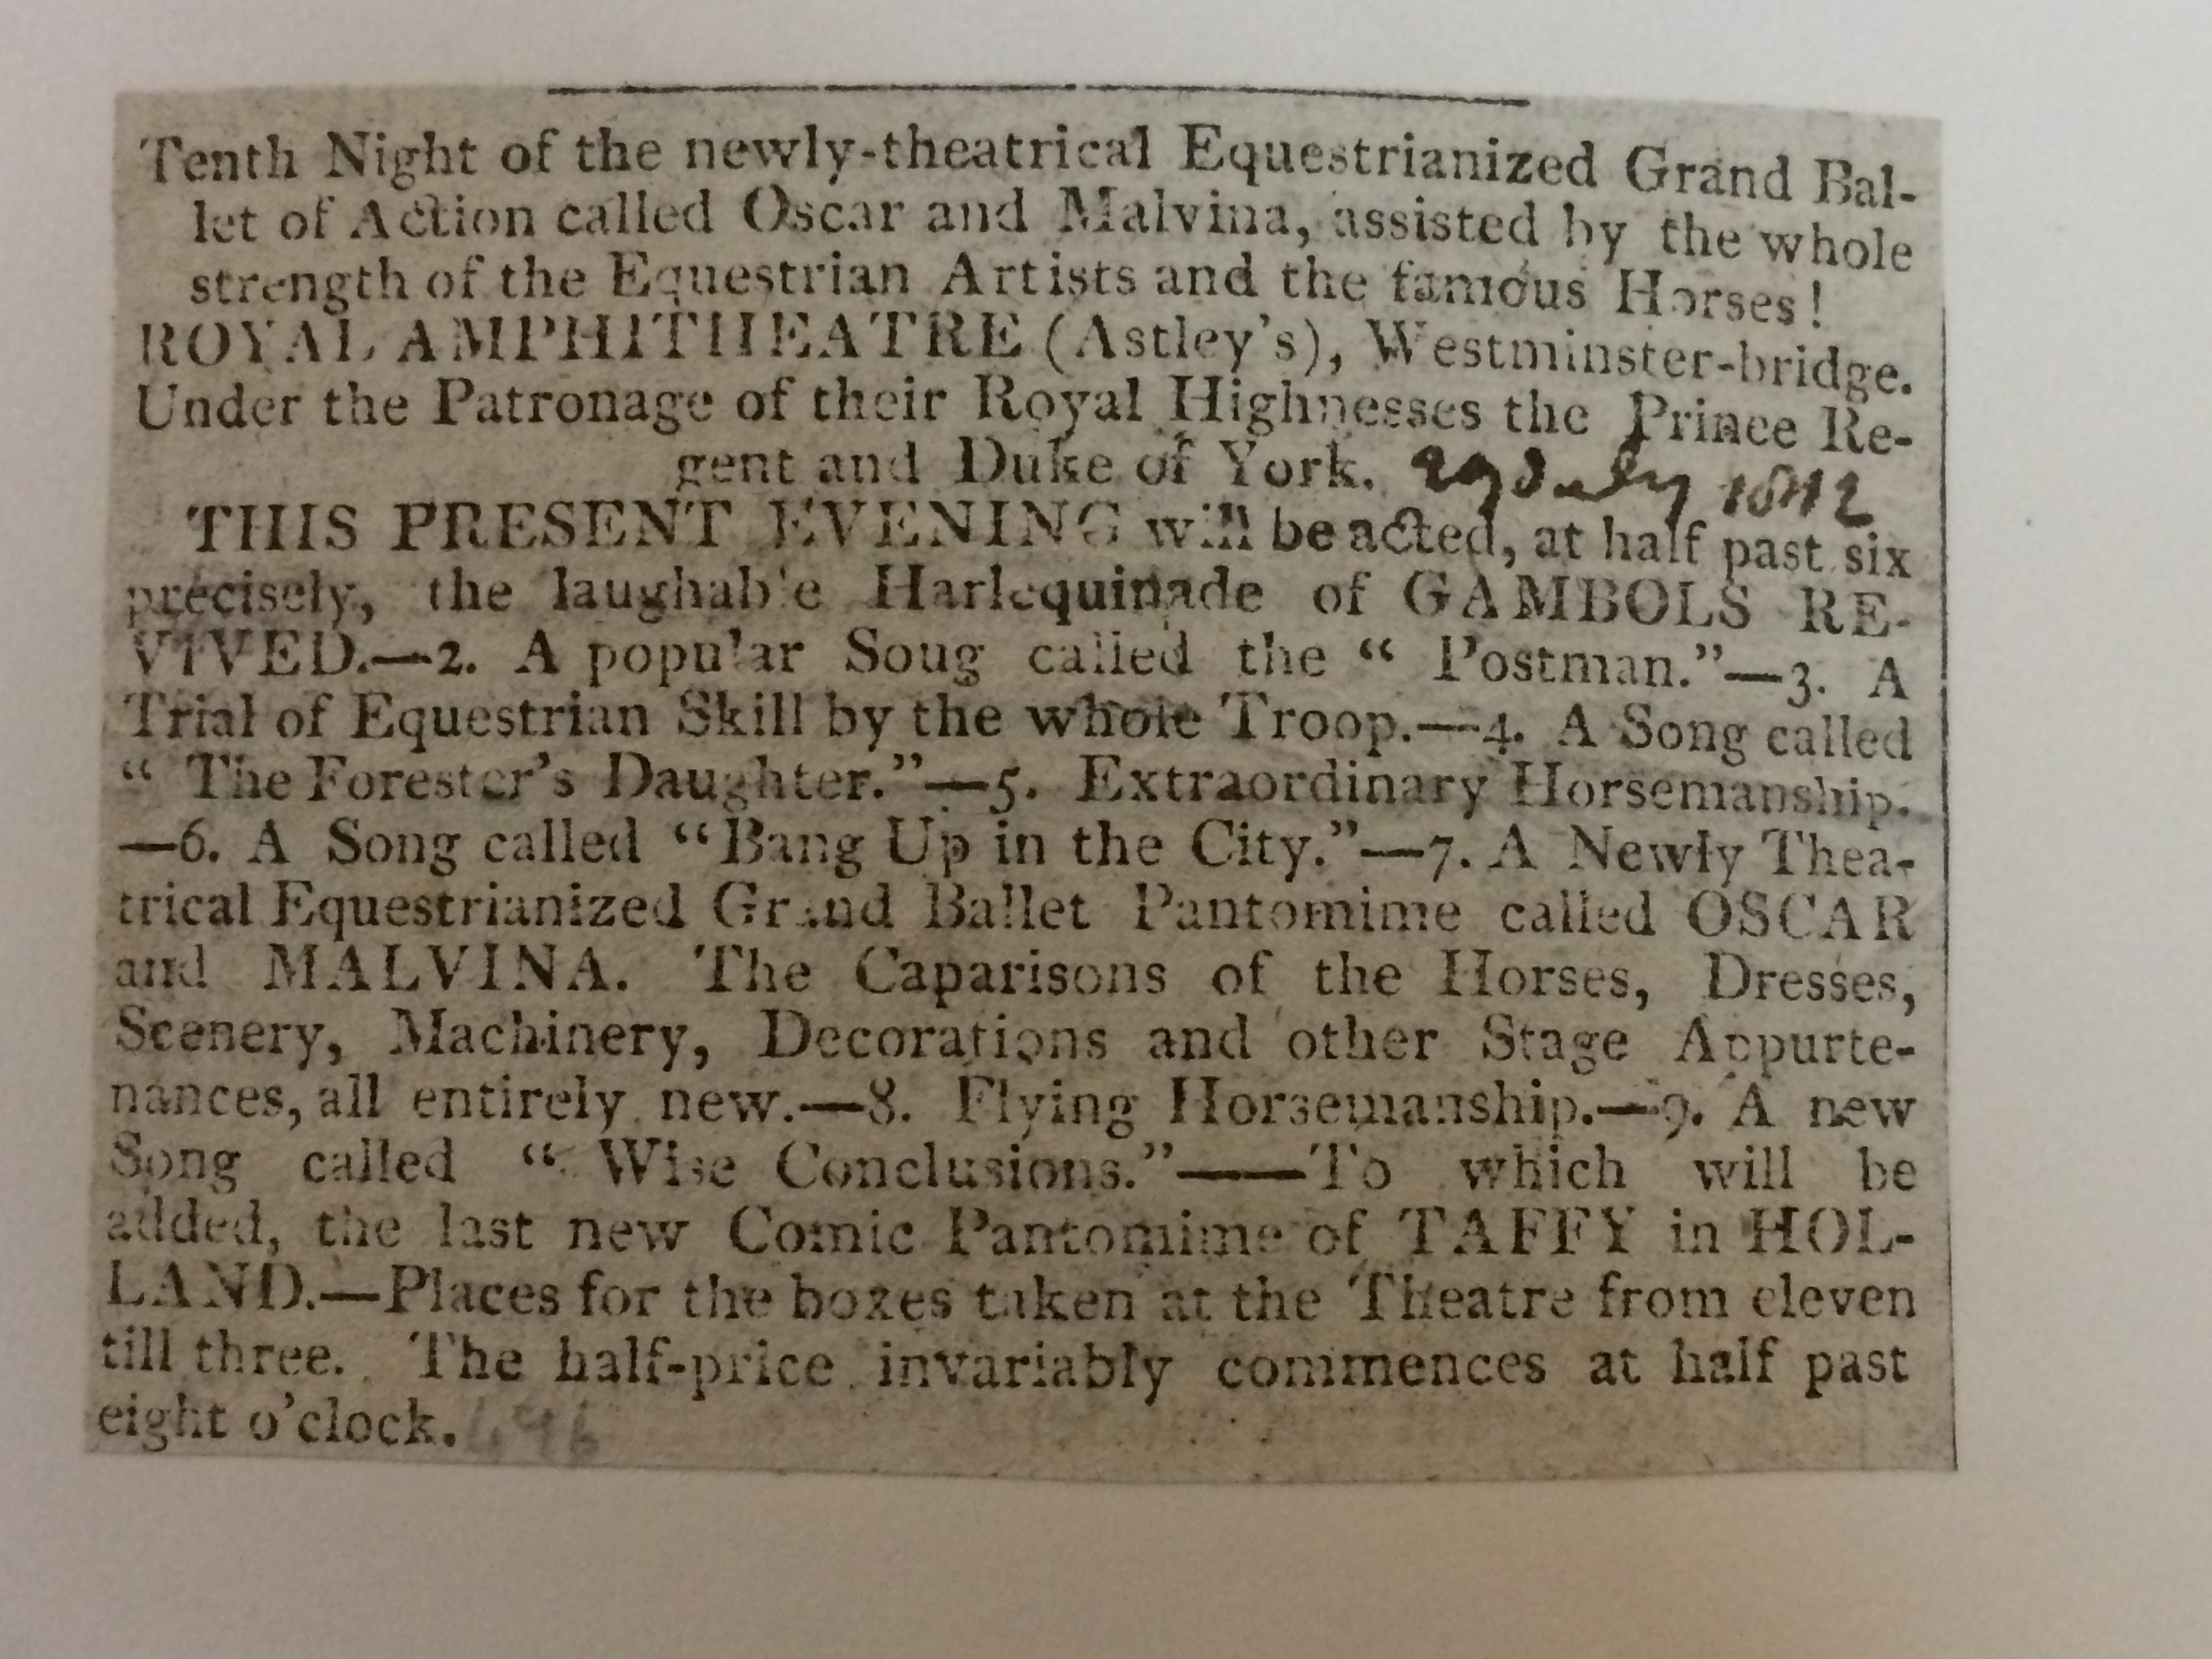 Tenth Night of the newly-theatrical Equestrianized Grand Bal-
let of Action called Oscar and Malvina, assisted by the whole
strength of the Equestrian Artists and the famous Horses!
ROYAL AMPHITHEATRE (Astley's), Westminster-bridge.
Under the Patronage of their Royal Highnesses the Prince Re-
gent and Duke of York. 29 July 1812
THIS PRESENT EVENING will be acted, at half past six
precisely, the laughable Harlequinade of GAMBOLS RE-
VIVED.—2. A popular Soug called the “ Postman.”—3. A
Trial of Equestrian Skill by the whole Troop.—4. A Song called
“ The Forester's Daughter.”—5. Extraordinary Horsemanship.
—6. A Song called “Bang Up in the City.”—7. A Newly Thea-
trical Equestrianized Grand Ballet Pantomime called OSCAR
and MALVINA. The Caparisons of the Horses, Dresses,
Scenery, Machinery, Decorations and other Stage Appurte-
nances, all entirely new.—8. Flying Horsemanship.—9. A new
Song called “ Wise Conclusions.”——To which will be
added, the last new Comic Pantomime of TAFFY in HOL-
LAND.—Places for the boxes taken at the Theatre from eleven
till three. The half-price invariably commences at half past
eight o'clock.